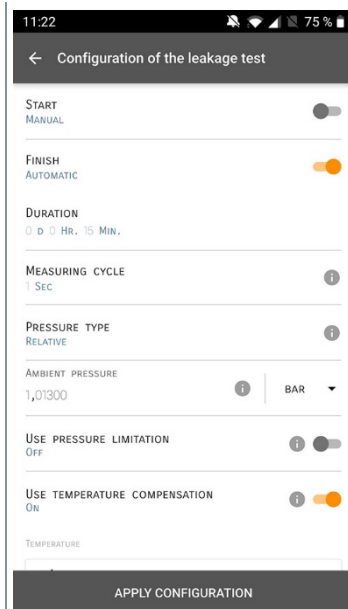 11:22
75 %
Configuration of the leakage test
START
MANUAL
FINISH
AUTOMATIC
DURATION
0 D 0 HR. 15 MIN.
MEASURING CYCLE
1 SEC
PRESSURE TYPE
RELATIVE
AMBIENT PRESSURE
1,01300 BAR
USE PRESSURE LIMITATION
OFF
USE TEMPERATURE COMPENSATION
ON
TEMPERATURE
APPLY CONFIGURATION